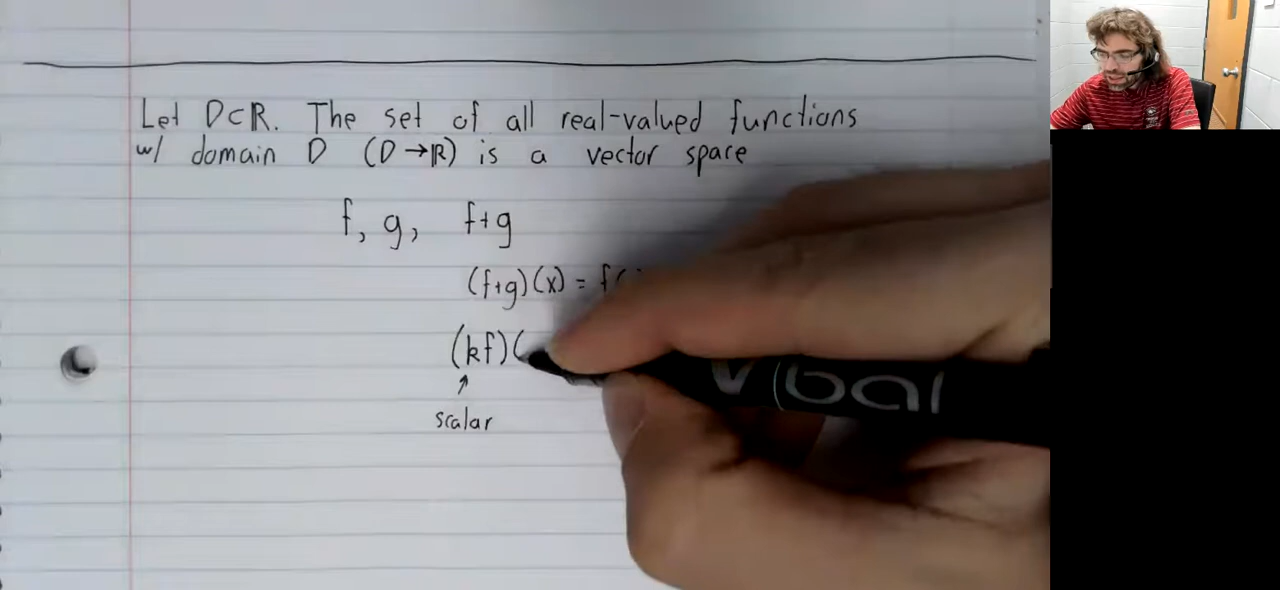 Let D⊂ℝ. The set of all real-valued functions
w/ domain D (D→ℝ) is a vector space
f, g, f+g
(f+g)(x) = f(
(kf)(
↑
scalar